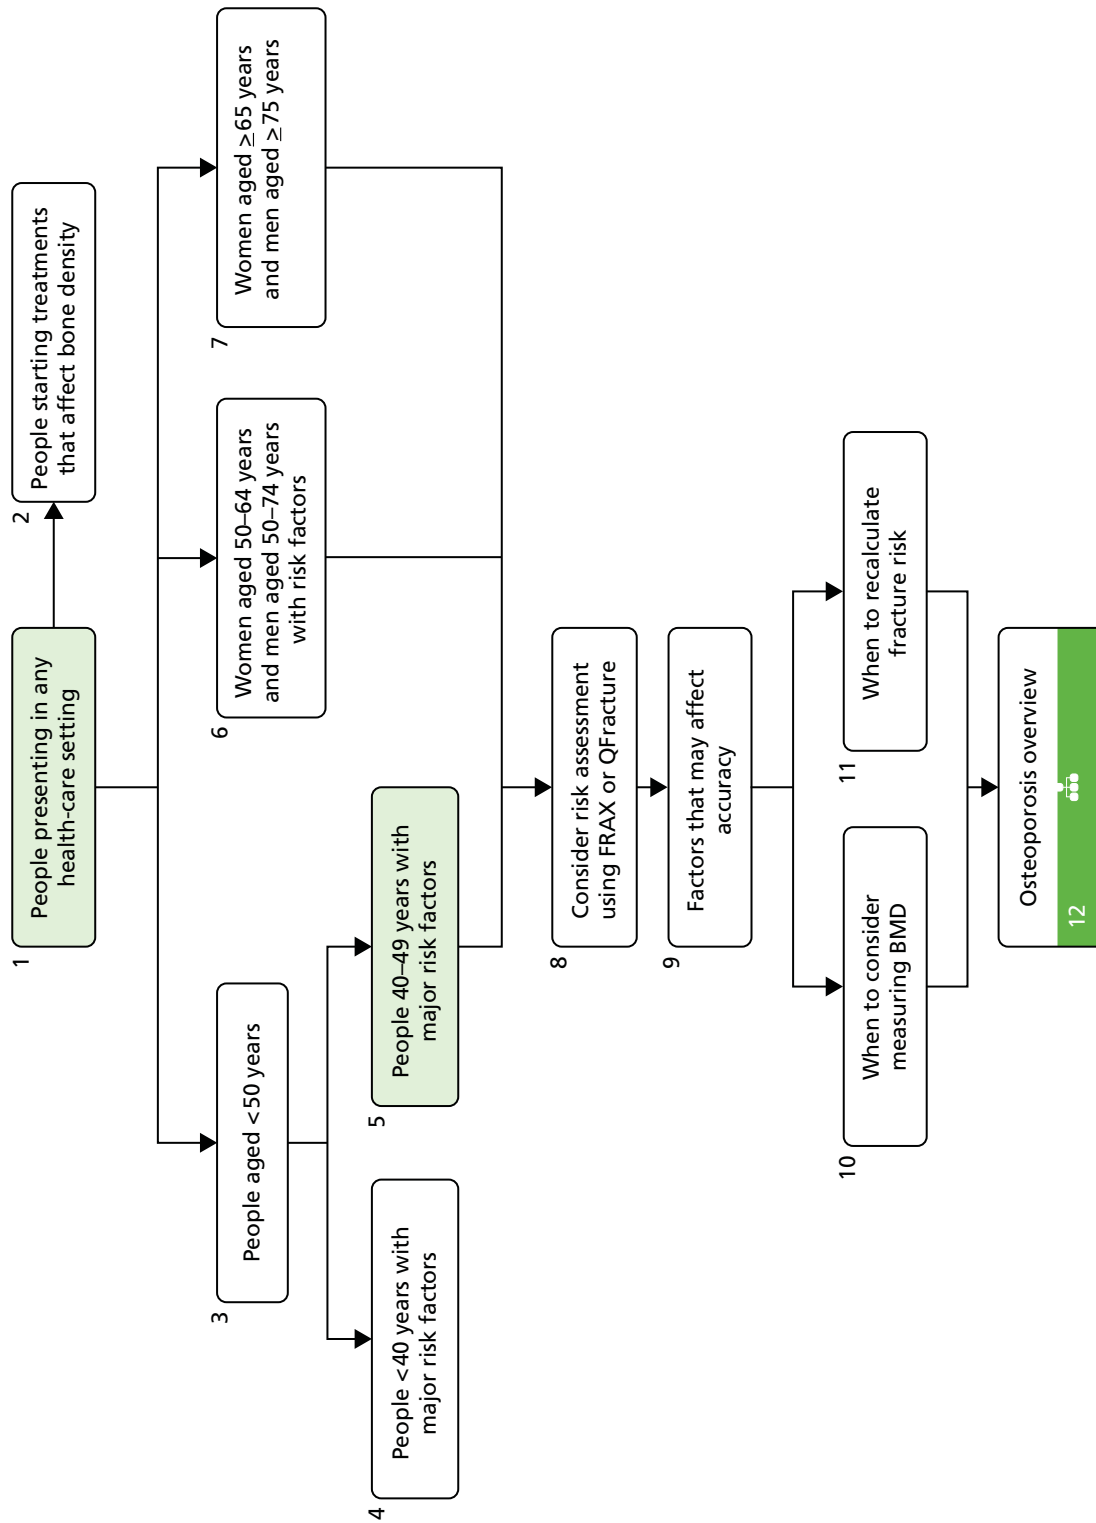 1
People presenting in any
health-care setting
2
People starting treatments
that affect bone density
3
People aged <50 years
4
People <40 years with
major risk factors
5
People 40–49 years with
major risk factors
6
Women aged 50–64 years
and men aged 50–74 years
with risk factors
7
Women aged ≥65 years
and men aged ≥75 years
8
Consider risk assessment
using FRAX or QFracture
9
Factors that may affect
accuracy
10
When to consider
measuring BMD
11
When to recalculate
fracture risk
Osteoporosis overview
12